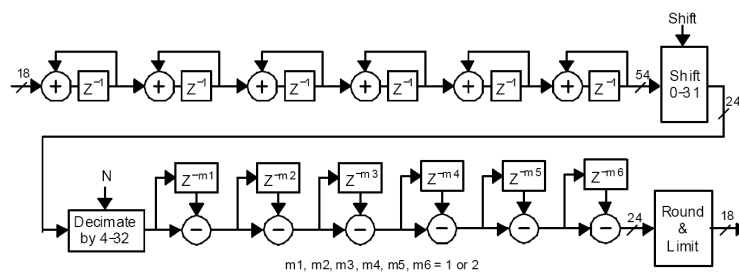 Shift
18
+
Z⁻¹
+
Z⁻¹
+
Z⁻¹
+
Z⁻¹
+
Z⁻¹
+
Z⁻¹
54
Shift
0–31
24
N
Decimate
by 4–32
Z⁻ᵐ¹
Z⁻ᵐ²
Z⁻ᵐ³
Z⁻ᵐ⁴
Z⁻ᵐ⁵
Z⁻ᵐ⁶
−
−
−
−
−
−
24
Round
&
Limit
18
m1, m2, m3, m4, m5, m6 = 1 or 2